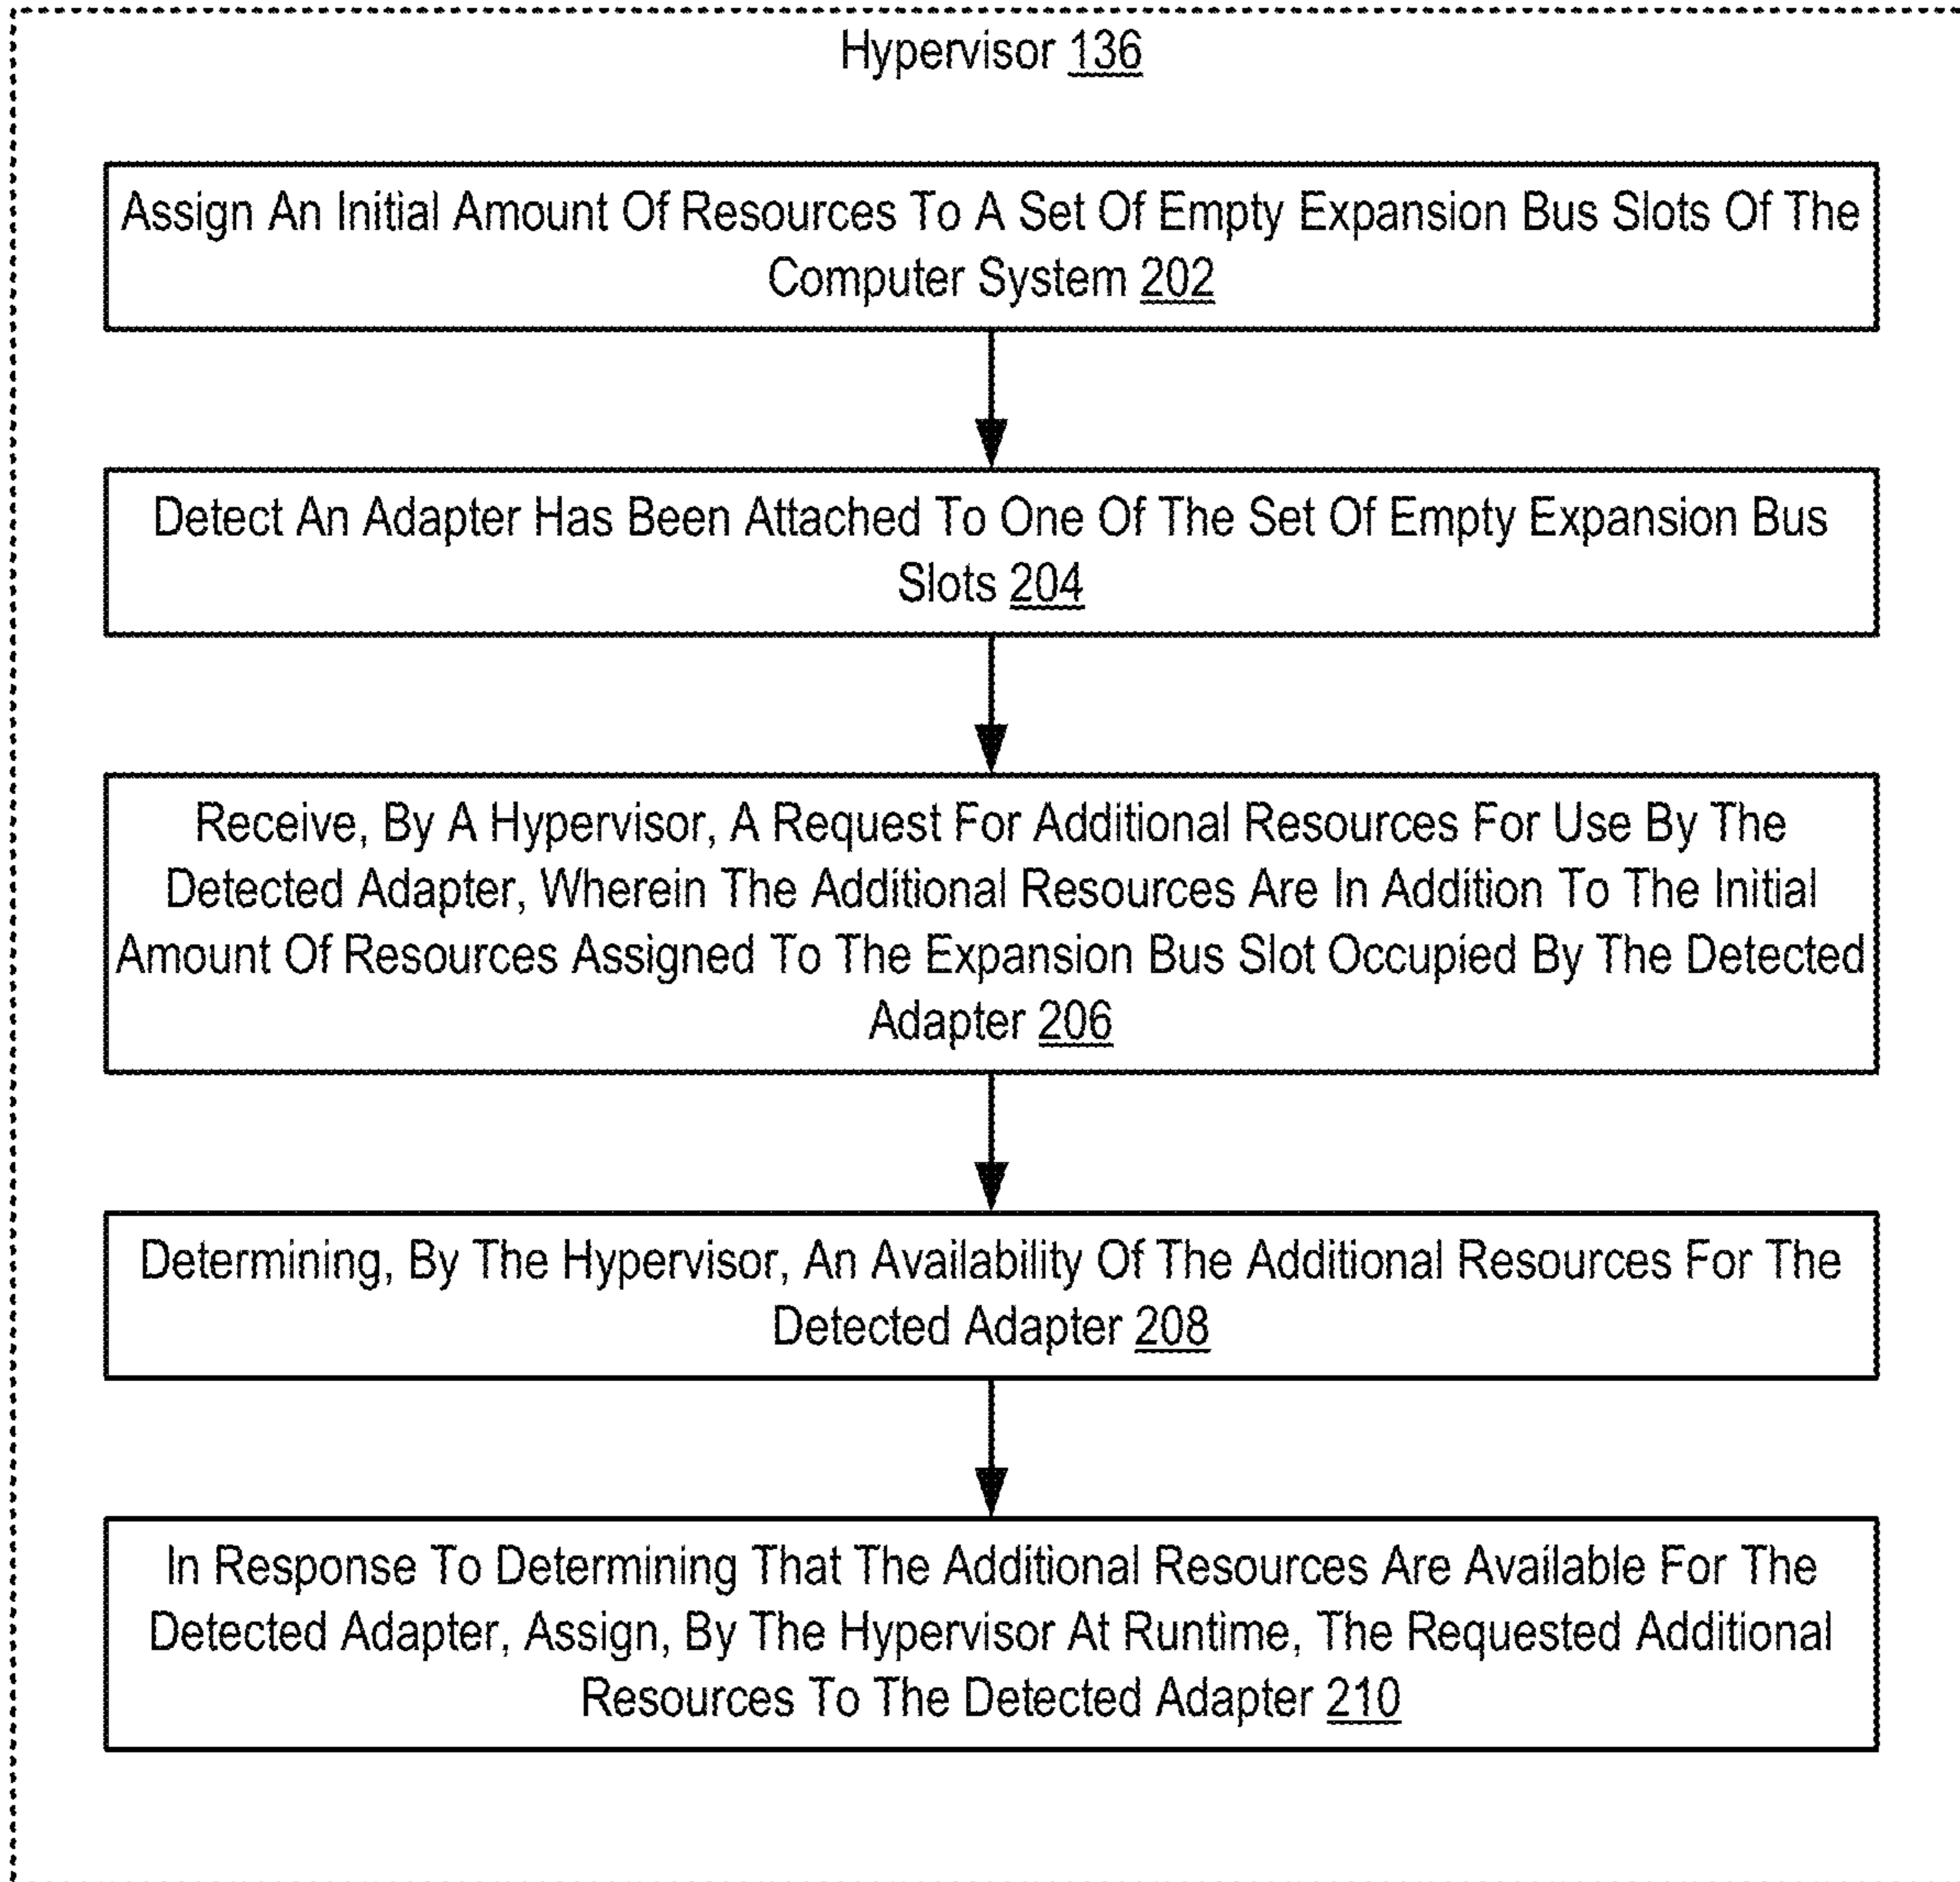 Hypervisor 136
Assign An Initial Amount Of Resources To A Set Of Empty Expansion Bus Slots Of The
Computer System 202
Detect An Adapter Has Been Attached To One Of The Set Of Empty Expansion Bus
Slots 204
Receive, By A Hypervisor, A Request For Additional Resources For Use By The
Detected Adapter, Wherein The Additional Resources Are In Addition To The Initial
Amount Of Resources Assigned To The Expansion Bus Slot Occupied By The Detected
Adapter 206
Determining, By The Hypervisor, An Availability Of The Additional Resources For The
Detected Adapter 208
In Response To Determining That The Additional Resources Are Available For The
Detected Adapter, Assign, By The Hypervisor At Runtime, The Requested Additional
Resources To The Detected Adapter 210